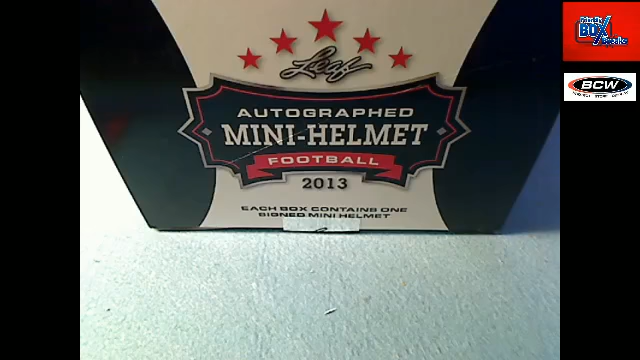 Leaf
AUTOGRAPHED
MINI-HELMET
FOOTBALL
2013
EACH BOX CONTAINS ONE
SIGNED MINI HELMET
BOX
BCW